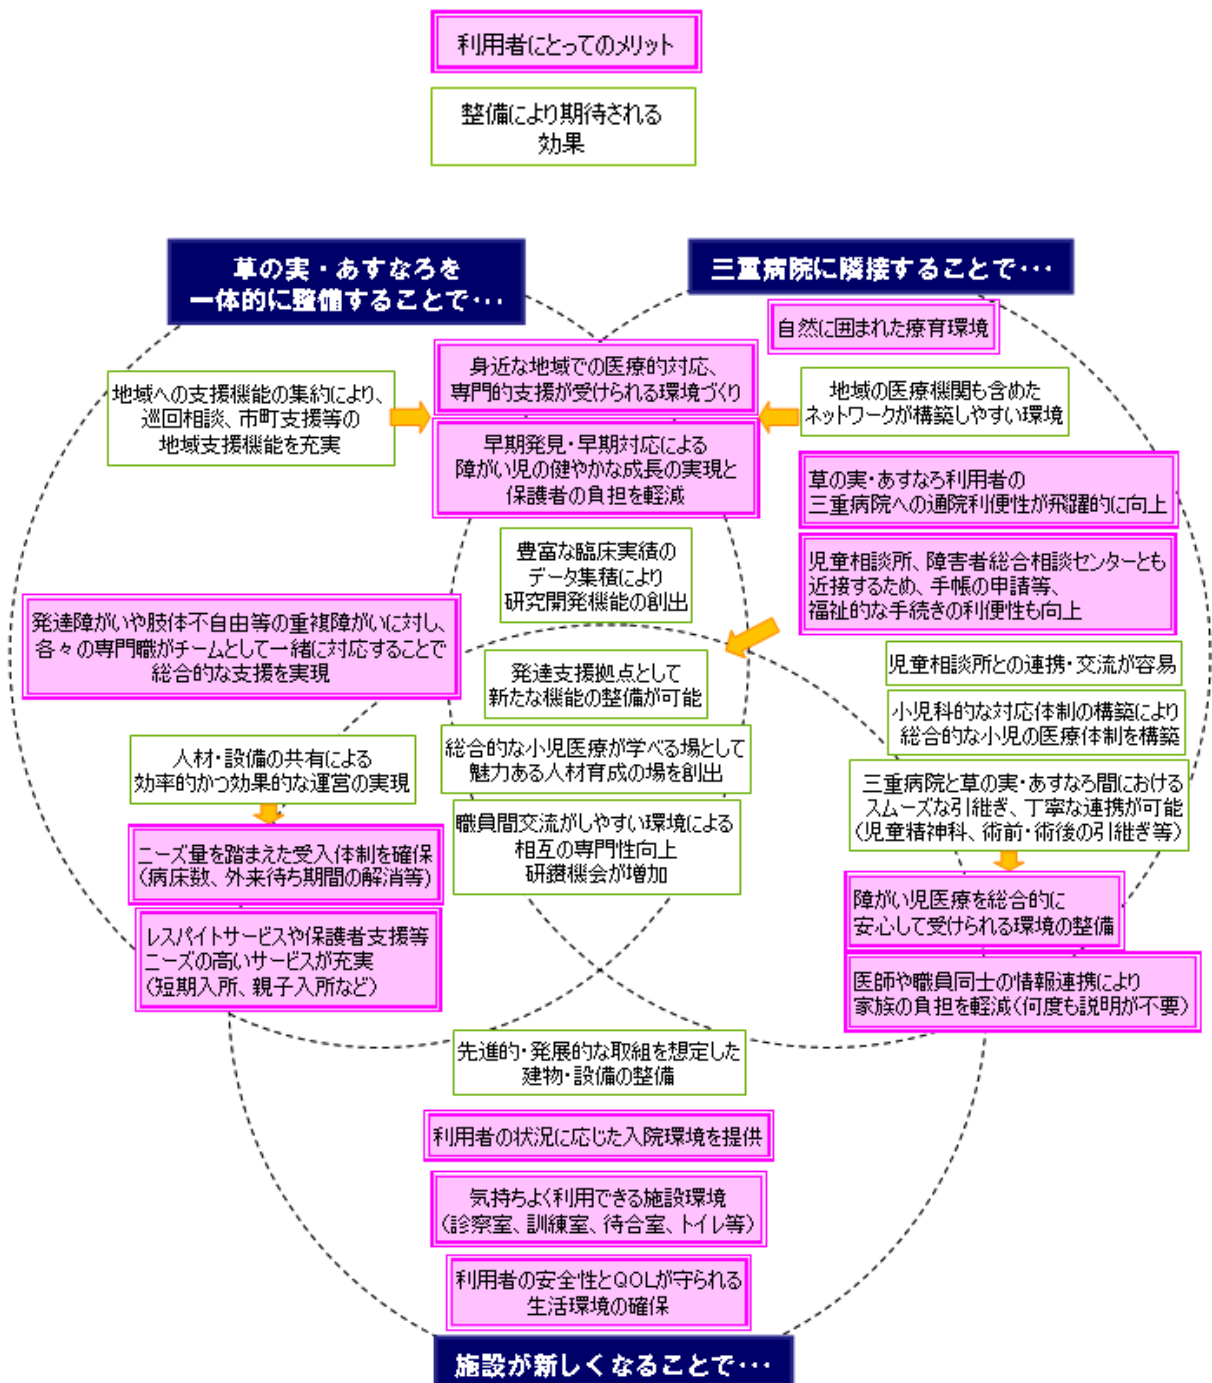 利用者にとってのメリット
整備により期待される
効果
草の実・あすなろを
一体的に整備することで・・・
三重病院に隣接することで・・・
自然に囲まれた療育環境
身近な地域での医療的対応、
専門的支援が受けられる環境づくり
地域への支援機能の集約により、
巡回相談、市町支援等の
地域支援機能を充実
地域の医療機関も含めた
ネットワークが構築しやすい環境
早期発見・早期対応による
障がい児の健やかな成長の実現と
保護者の負担を軽減
草の実・あすなろ利用者の
三重病院への通院利便性が飛躍的に向上
豊富な臨床実績の
データ集積により
研究開発機能の創出
児童相談所、障害者総合相談センターとも
近接するため、手帳の申請等、
福祉的な手続きの利便性も向上
発達障がいや肢体不自由等の重複障がいに対し、
各々の専門職がチームとして一緒に対応することで
総合的な支援を実現
発達支援拠点として
新たな機能の整備が可能
児童相談所との連携・交流が容易
小児科的な対応体制の構築により
総合的な小児の医療体制を構築
総合的な小児医療が学べる場として
魅力ある人材育成の場を創出
人材・設備の共有による
効率的かつ効果的な運営の実現
三重病院と草の実・あすなろ間における
スムーズな引継ぎ、丁寧な連携が可能
（児童精神科、術前・術後の引継ぎ等）
職員間交流がしやすい環境による
相互の専門性向上
研鑽機会が増加
ニーズ量を踏まえた受入体制を確保
（病床数、外来待ち期間の解消等）
障がい児医療を総合的に
安心して受けられる環境の整備
レスパイトサービスや保護者支援等
ニーズの高いサービスが充実
（短期入所、親子入所など）
医師や職員同士の情報連携により
家族の負担を軽減（何度も説明が不要）
先進的・発展的な取組を想定した
建物・設備の整備
利用者の状況に応じた入院環境を提供
気持ちよく利用できる施設環境
（診察室、訓練室、待合室、トイレ等）
利用者の安全性とQOLが守られる
生活環境の確保
施設が新しくなることで・・・